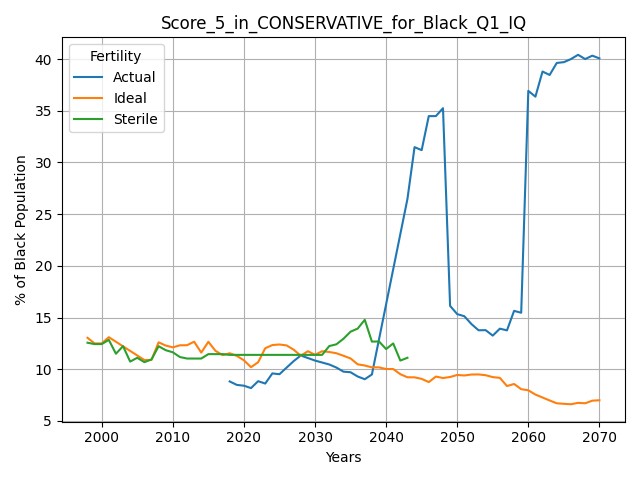 Score_5_in_CONSERVATIVE_for_Black_Q1_IQ
Fertility
Actual
Ideal
Sterile
% of Black Population
40
35
30
25
20
15
10
5
2000 2010 2020 2030 2040 2050 2060 2070
Years